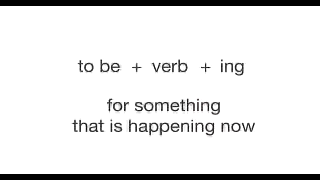 to be + verb + ing
for something
that is happening now